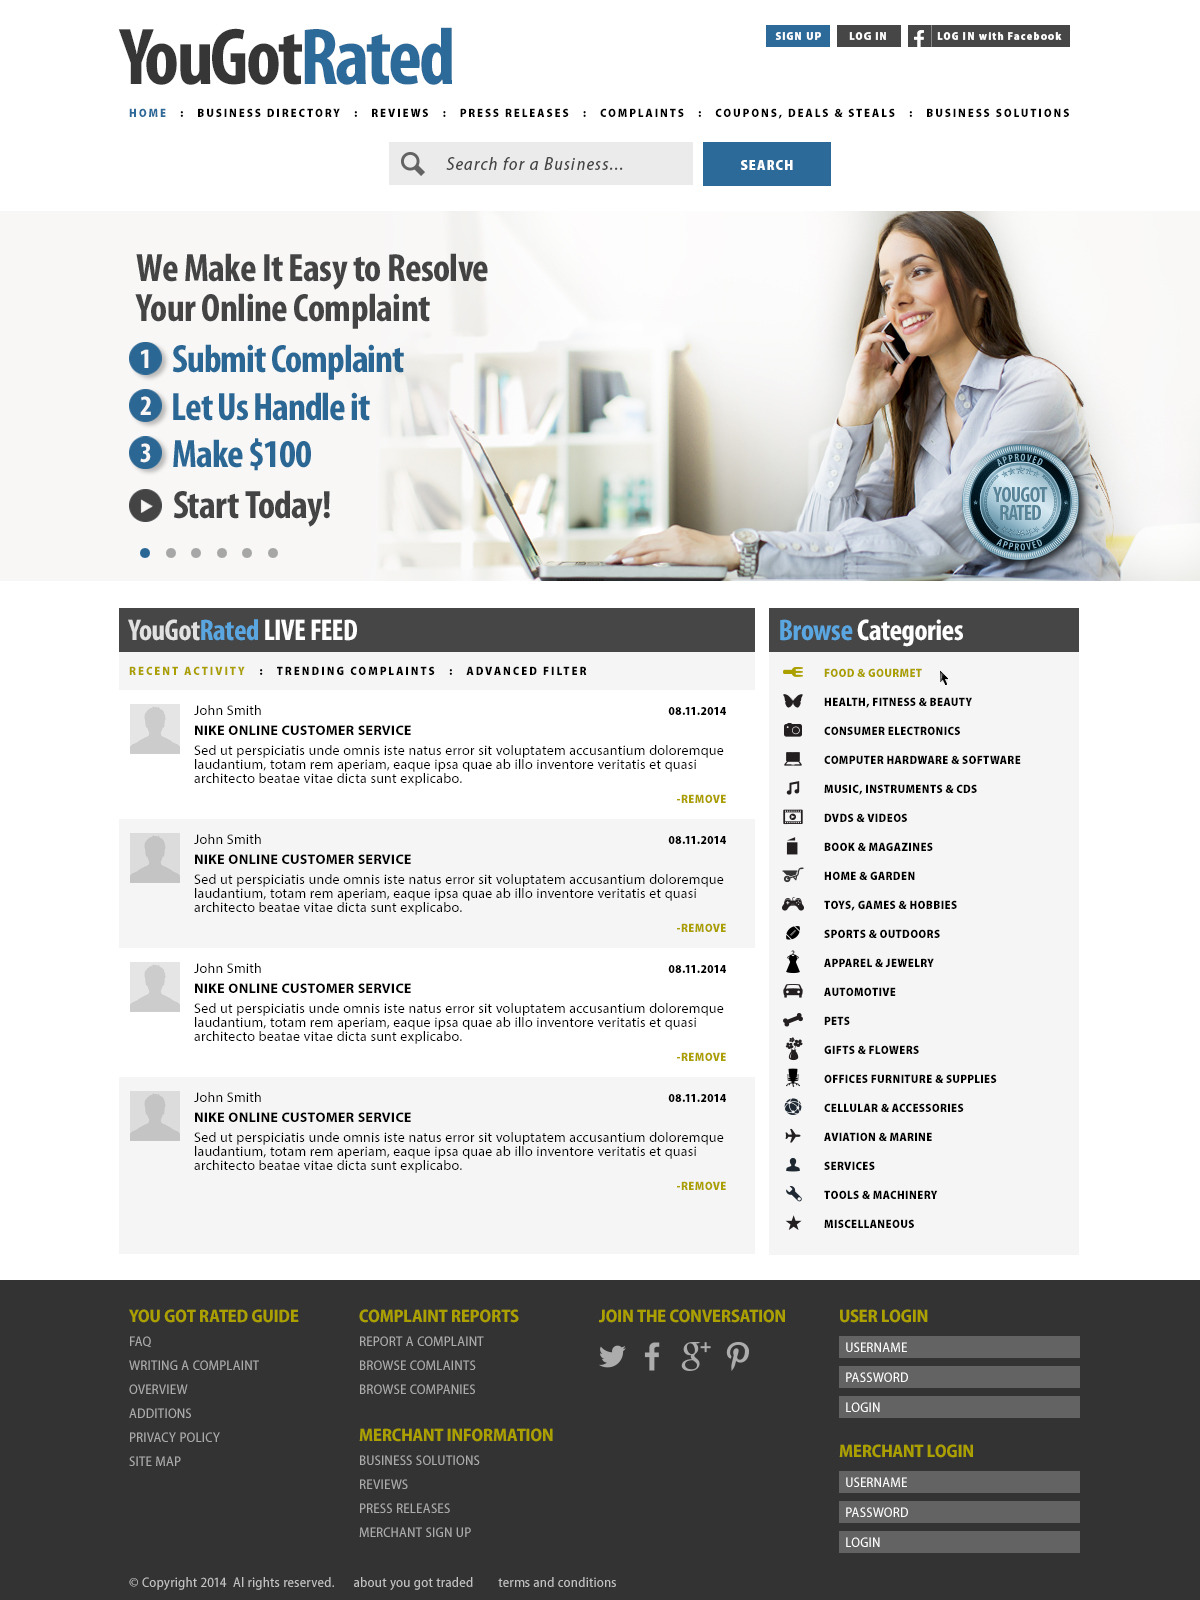 YouGotRated
SIGN UP
LOG IN
LOG IN with Facebook
HOME : BUSINESS DIRECTORY : REVIEWS : PRESS RELEASES : COMPLAINTS : COUPONS, DEALS & STEALS : BUSINESS SOLUTIONS
Search for a Business...
SEARCH
We Make It Easy to Resolve
Your Online Complaint
1 Submit Complaint
2 Let Us Handle it
3 Make $100
Start Today!
APPROVED
YOUGOT
RATED
APPROVED
YouGotRated LIVE FEED
RECENT ACTIVITY : TRENDING COMPLAINTS : ADVANCED FILTER
John Smith 08.11.2014
NIKE ONLINE CUSTOMER SERVICE
Sed ut perspiciatis unde omnis iste natus error sit voluptatem accusantium doloremque
laudantium, totam rem aperiam, eaque ipsa quae ab illo inventore veritatis et quasi
architecto beatae vitae dicta sunt explicabo.
-REMOVE
John Smith 08.11.2014
NIKE ONLINE CUSTOMER SERVICE
Sed ut perspiciatis unde omnis iste natus error sit voluptatem accusantium doloremque
laudantium, totam rem aperiam, eaque ipsa quae ab illo inventore veritatis et quasi
architecto beatae vitae dicta sunt explicabo.
-REMOVE
John Smith 08.11.2014
NIKE ONLINE CUSTOMER SERVICE
Sed ut perspiciatis unde omnis iste natus error sit voluptatem accusantium doloremque
laudantium, totam rem aperiam, eaque ipsa quae ab illo inventore veritatis et quasi
architecto beatae vitae dicta sunt explicabo.
-REMOVE
John Smith 08.11.2014
NIKE ONLINE CUSTOMER SERVICE
Sed ut perspiciatis unde omnis iste natus error sit voluptatem accusantium doloremque
laudantium, totam rem aperiam, eaque ipsa quae ab illo inventore veritatis et quasi
architecto beatae vitae dicta sunt explicabo.
-REMOVE
Browse Categories
FOOD & GOURMET
HEALTH, FITNESS & BEAUTY
CONSUMER ELECTRONICS
COMPUTER HARDWARE & SOFTWARE
MUSIC, INSTRUMENTS & CDS
DVDS & VIDEOS
BOOK & MAGAZINES
HOME & GARDEN
TOYS, GAMES & HOBBIES
SPORTS & OUTDOORS
APPAREL & JEWELRY
AUTOMOTIVE
PETS
GIFTS & FLOWERS
OFFICES FURNITURE & SUPPLIES
CELLULAR & ACCESSORIES
AVIATION & MARINE
SERVICES
TOOLS & MACHINERY
MISCELLANEOUS
YOU GOT RATED GUIDE
FAQ
WRITING A COMPLAINT
OVERVIEW
ADDITIONS
PRIVACY POLICY
SITE MAP
COMPLAINT REPORTS
REPORT A COMPLAINT
BROWSE COMLAINTS
BROWSE COMPANIES
MERCHANT INFORMATION
BUSINESS SOLUTIONS
REVIEWS
PRESS RELEASES
MERCHANT SIGN UP
JOIN THE CONVERSATION
USER LOGIN
USERNAME
PASSWORD
LOGIN
MERCHANT LOGIN
USERNAME
PASSWORD
LOGIN
© Copyright 2014 Al rights reserved. about you got traded terms and conditions